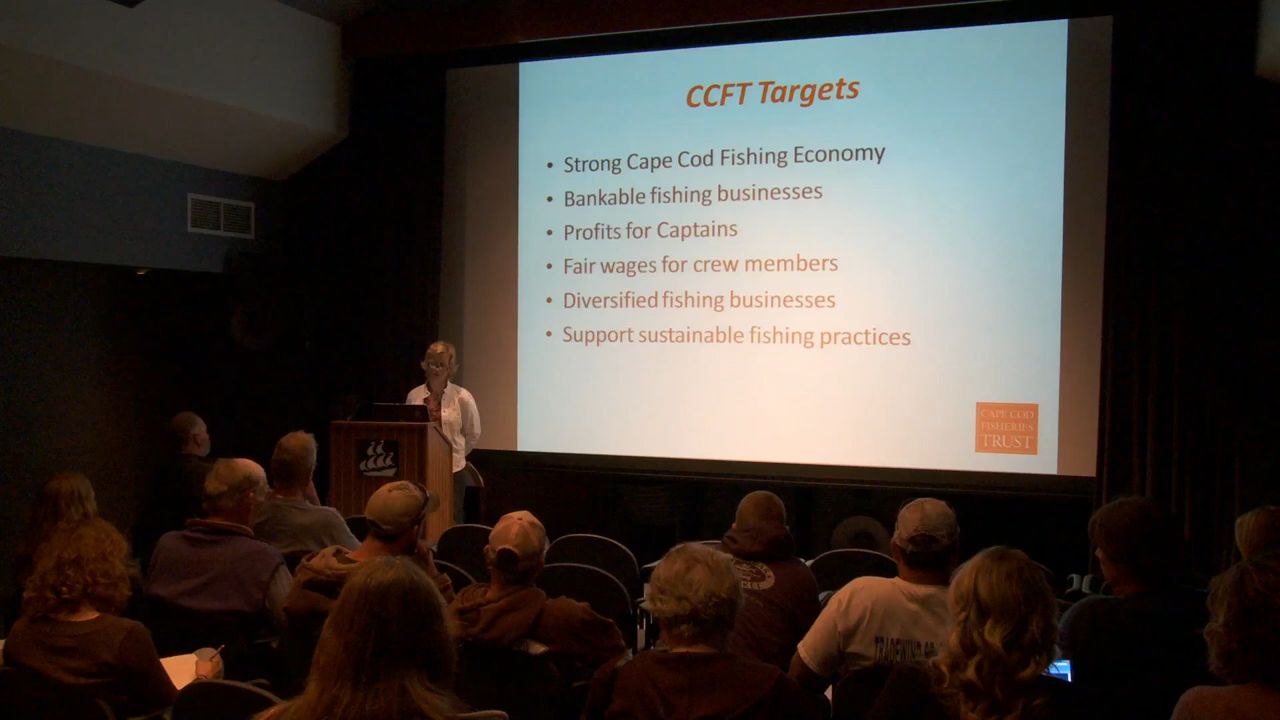 CCFT Targets
• Strong Cape Cod Fishing Economy
• Bankable fishing businesses
• Profits for Captains
• Fair wages for crew members
• Diversified fishing businesses
• Support sustainable fishing practices
CAPE COD
FISHERIES
TRUST
TRADEWIND